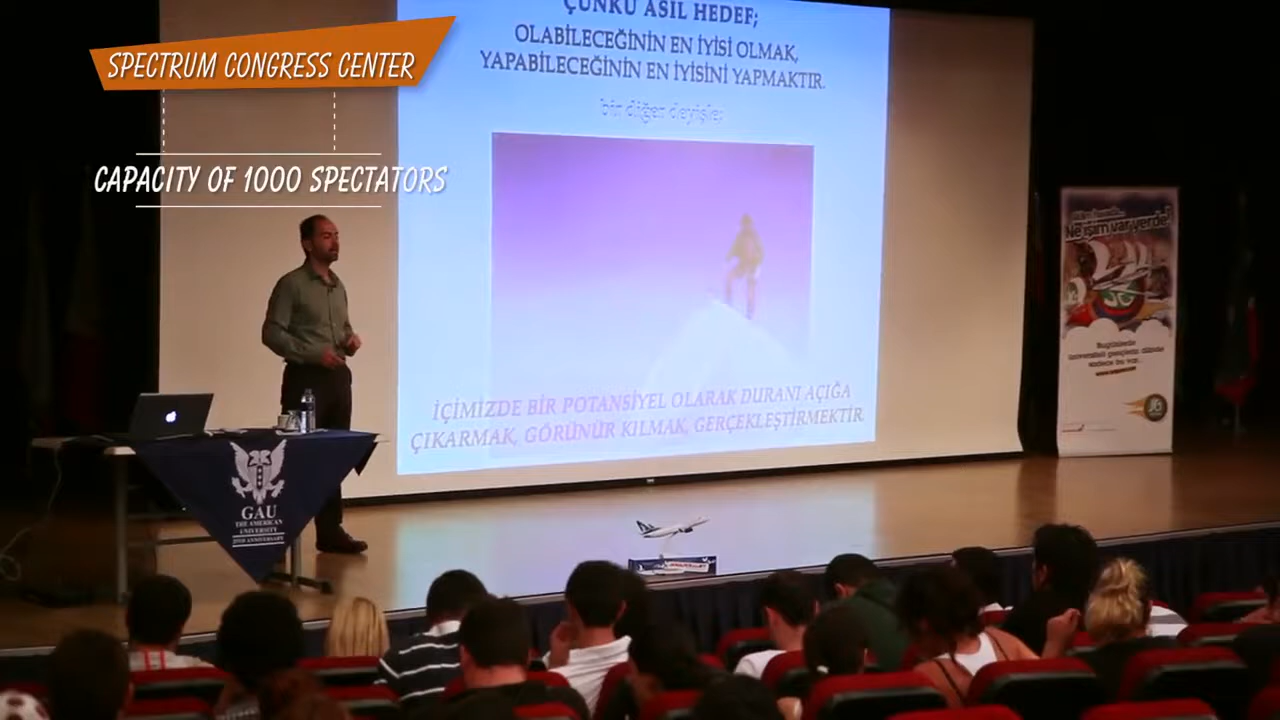 SPECTRUM CONGRESS CENTER
CAPACITY OF 1000 SPECTATORS
ÇÜNKÜ ASIL HEDEF;
OLABİLECEĞİNİN EN İYİSİ OLMAK,
YAPABİLECEĞİNİN EN İYİSİNİ YAPMAKTIR.
bir diğer deyişle;
İÇİMİZDE BİR POTANSİYEL OLARAK DURANI AÇIĞA
ÇIKARMAK, GÖRÜNÜR KILMAK, GERÇEKLEŞTİRMEKTİR.
Ne işim var yerde!
GAU
THE AMERICAN
UNIVERSITY